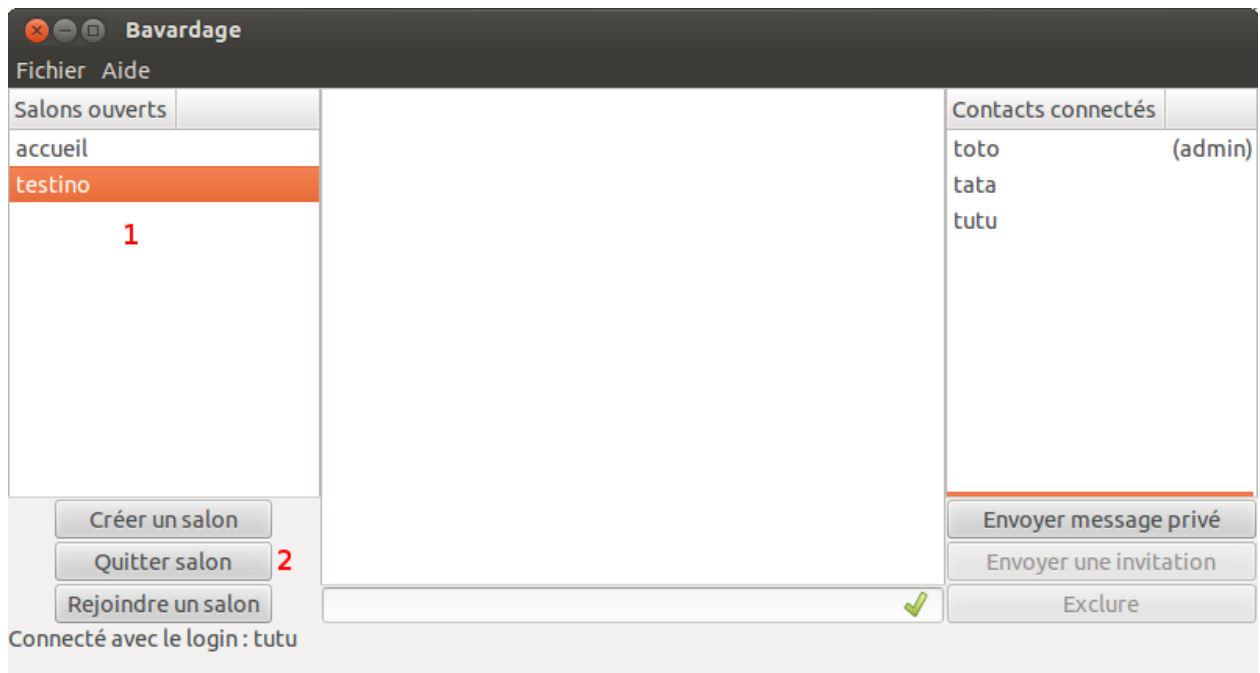 Bavardage
Fichier Aide
Salons ouverts
accueil
testino
1
Créer un salon
Quitter salon 2
Rejoindre un salon
Connecté avec le login : tutu
Contacts connectés
toto (admin)
tata
tutu
Envoyer message privé
Envoyer une invitation
Exclure